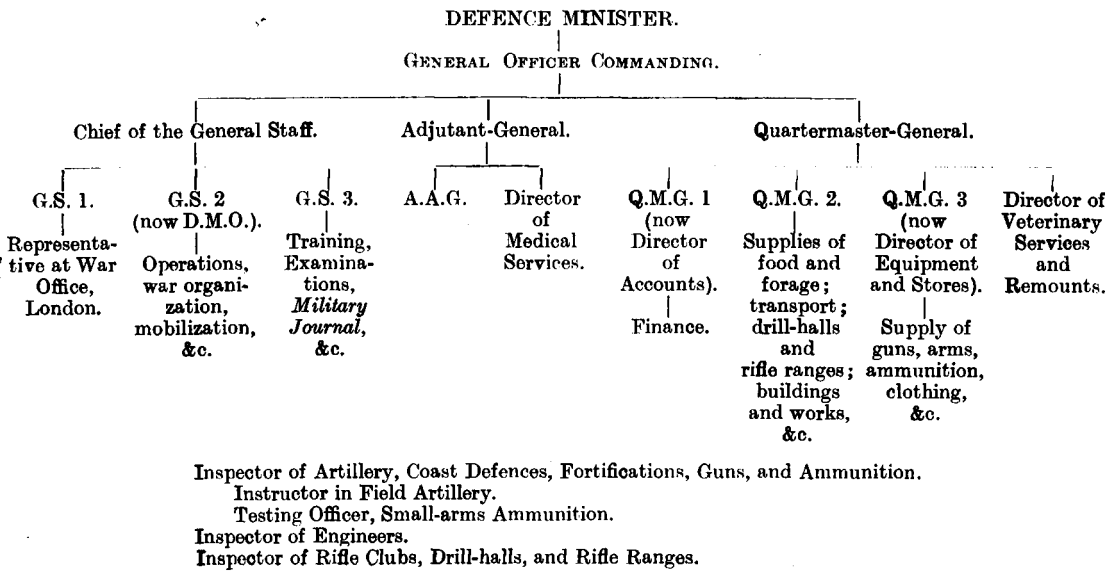 DEFENCE MINISTER.
GENERAL OFFICER COMMANDING.
Chief of the General Staff.
Adjutant-General.
Quartermaster-General.
G.S. 1.
Representa-
tive at War
Office,
London.
G.S. 2
(now D.M.O.).
Operations,
war organi-
zation,
mobilization,
&c.
G.S. 3.
Training,
Examina-
tions,
Military
Journal,
&c.
A.A.G.
Director
of
Medical
Services.
Q.M.G. 1
(now
Director
of
Accounts).
Finance.
Q.M.G. 2.
Supplies of
food and
forage;
transport;
drill-halls
and
rifle ranges;
buildings
and works,
&c.
Q.M.G. 3
(now
Director of
Equipment
and Stores).
Supply of
guns, arms,
ammunition,
clothing,
&c.
Director of
Veterinary
Services
and
Remounts.
Inspector of Artillery, Coast Defences, Fortifications, Guns, and Ammunition.
Instructor in Field Artillery.
Testing Officer, Small-arms Ammunition.
Inspector of Engineers.
Inspector of Rifle Clubs, Drill-halls, and Rifle Ranges.